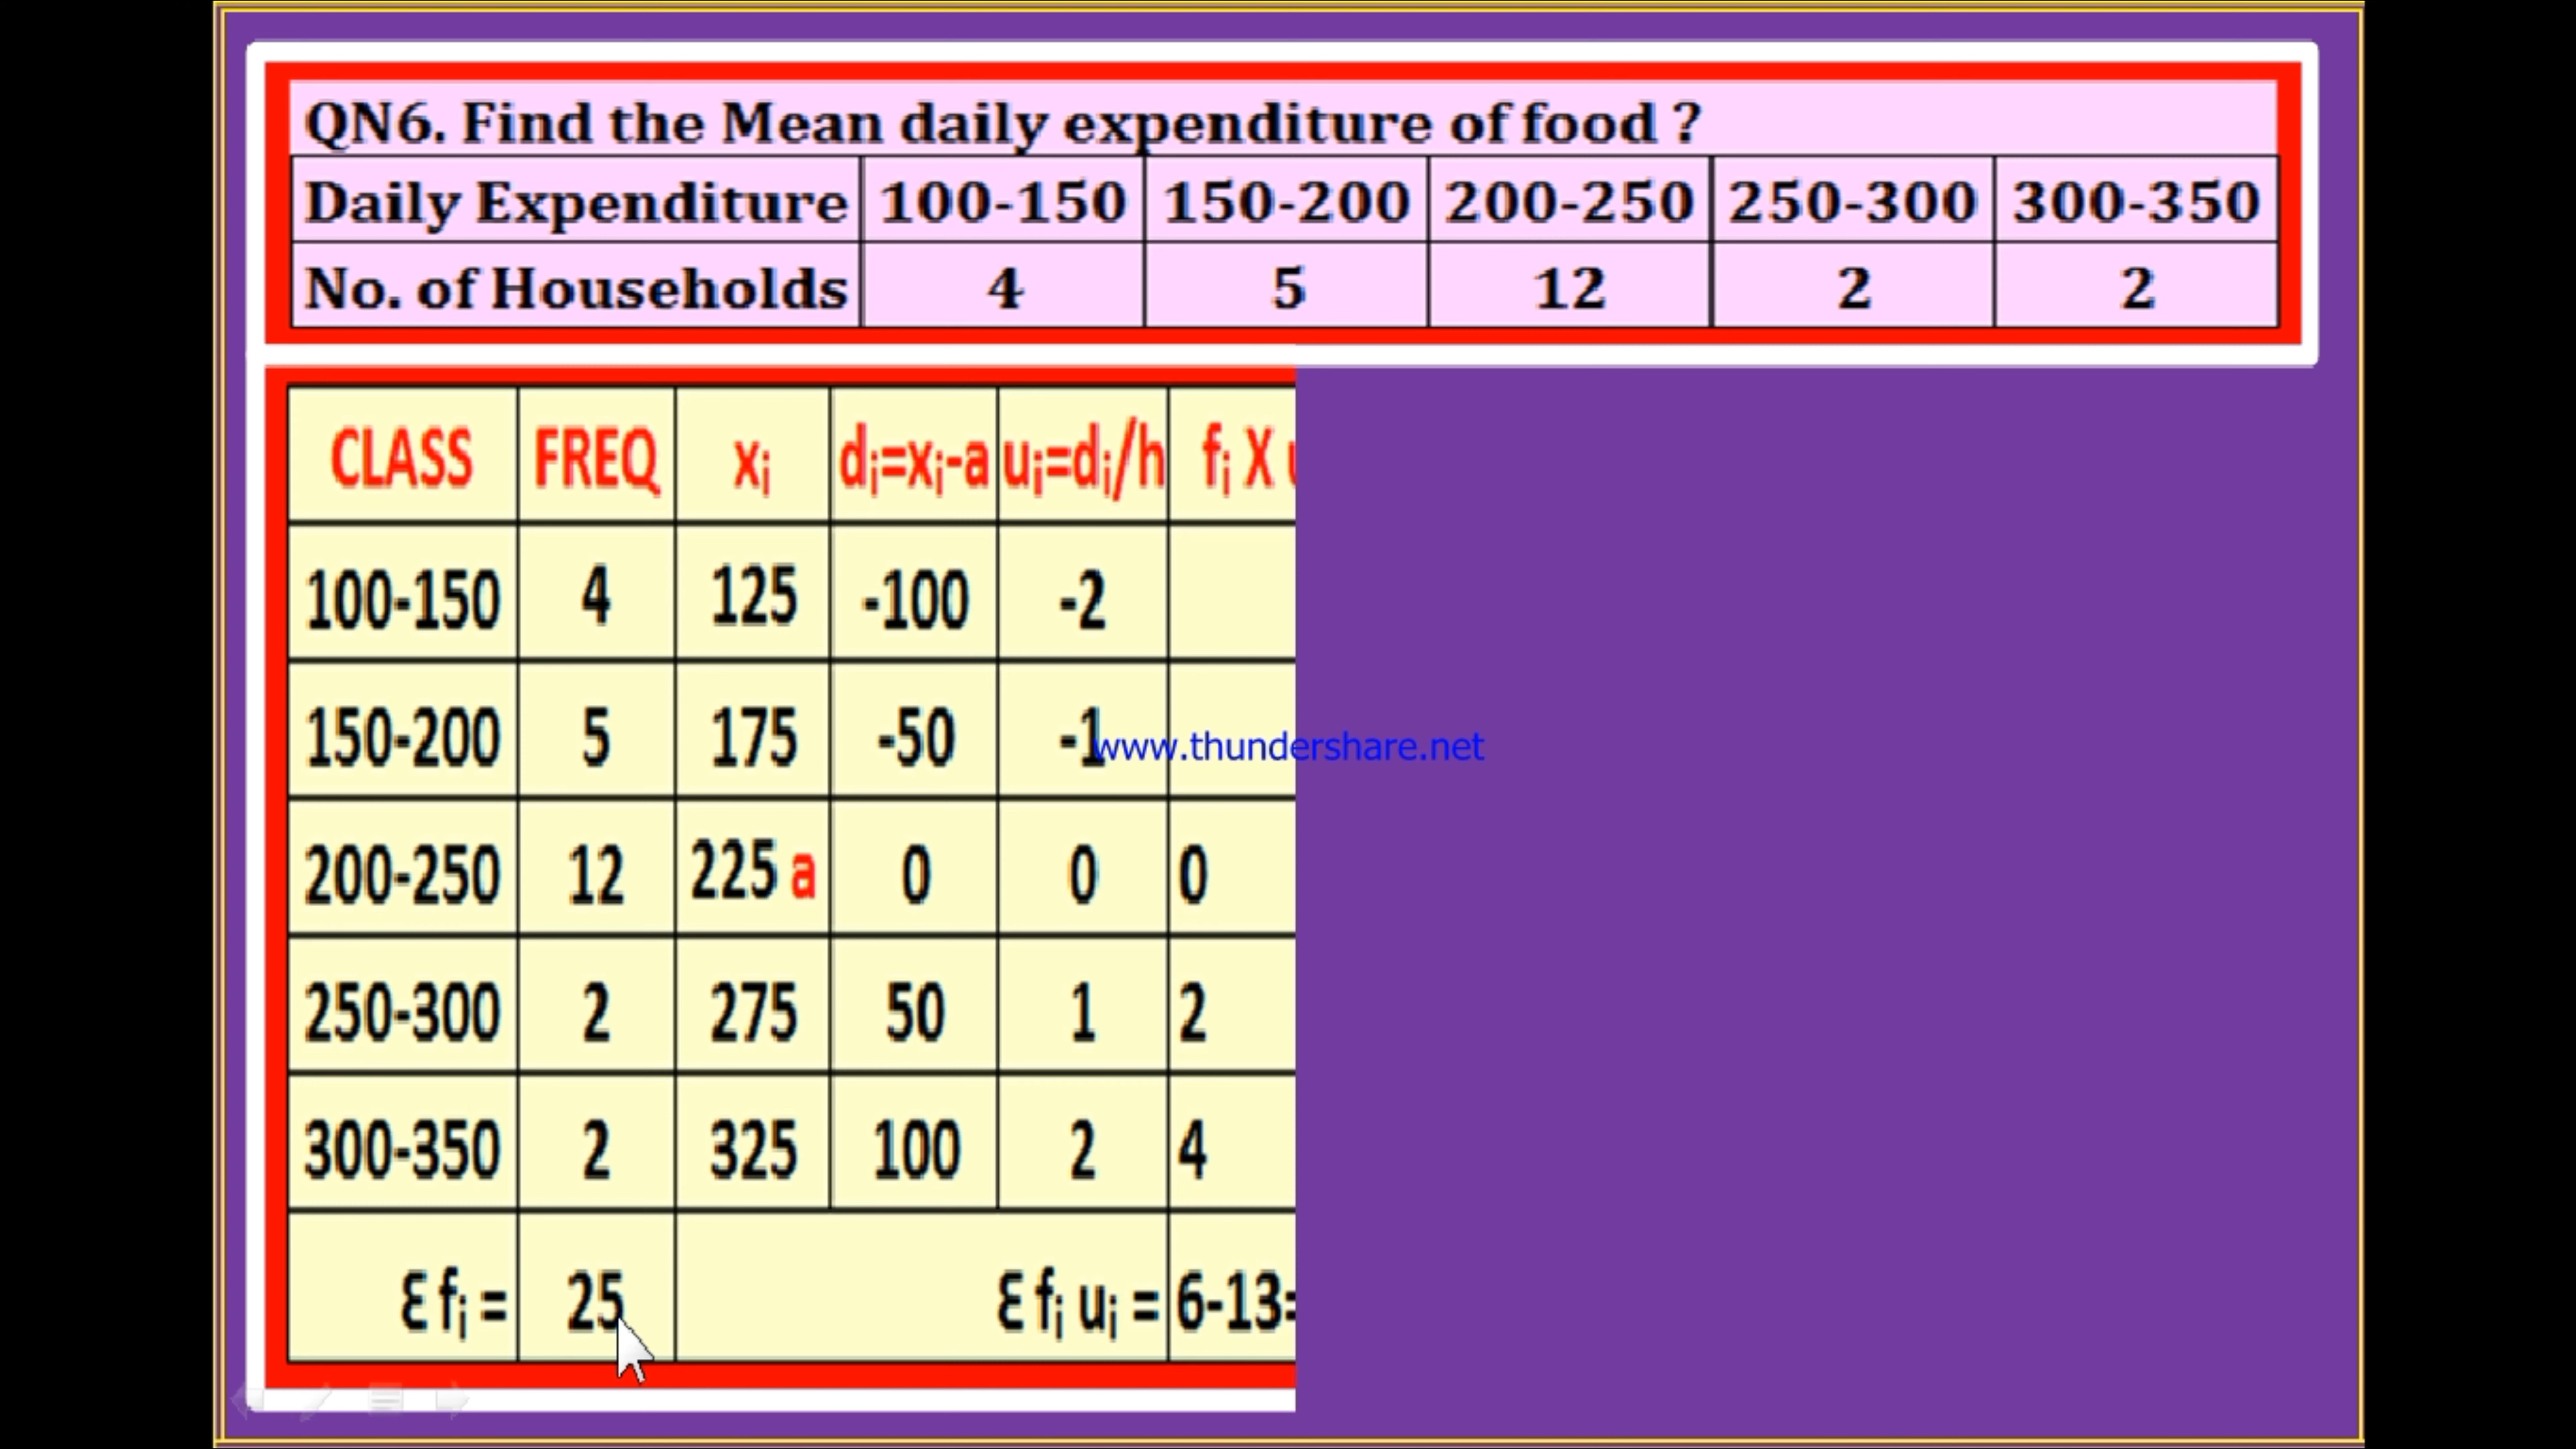 QN6. Find the Mean daily expenditure of food ?
Daily Expenditure 100-150 150-200 200-250 250-300 300-350
No. of Households 4 5 12 2 2
CLASS FREQ xi di=xi-a ui=di/h fi X
100-150 4 125 -100 -2
150-200 5 175 -50 -1
www.thundershare.net
200-250 12 225 a 0 0 0
250-300 2 275 50 1 2
300-350 2 325 100 2 4
Ɛ fi = 25 Ɛ fi ui = 6-13=